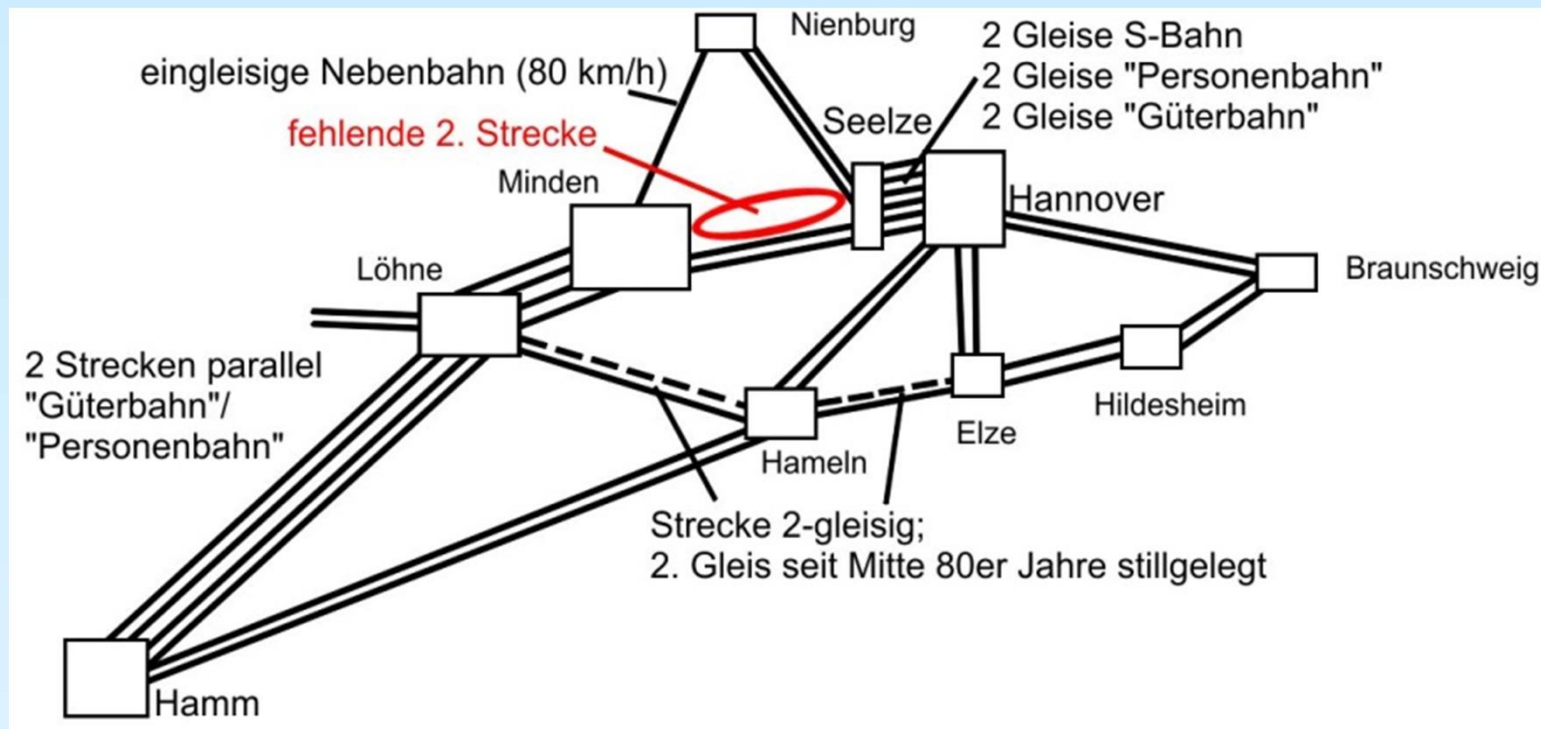 Nienburg
2 Gleise S-Bahn
2 Gleise "Personenbahn"
2 Gleise "Güterbahn"
eingleisige Nebenbahn (80 km/h)
fehlende 2. Strecke
Seelze
Minden
Hannover
Löhne
Braunschweig
2 Strecken parallel
"Güterbahn"/
"Personenbahn"
Hildesheim
Elze
Hameln
Strecke 2-gleisig;
2. Gleis seit Mitte 80er Jahre stillgelegt
Hamm